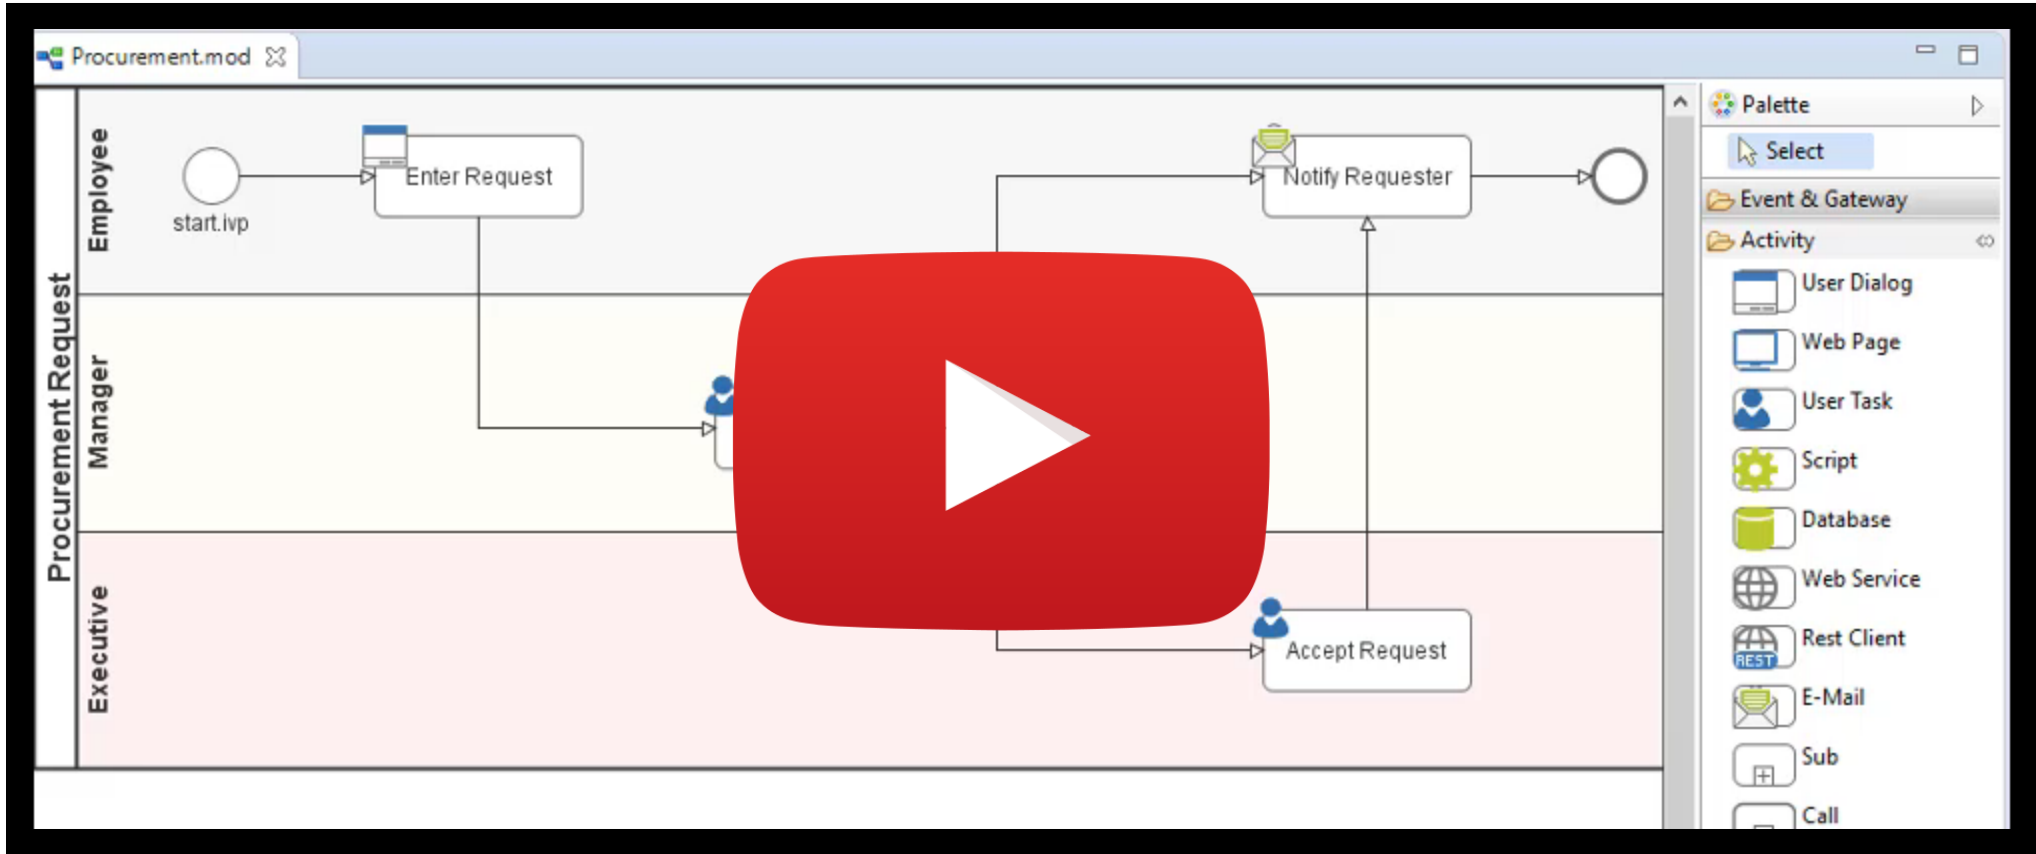 Procurement.mod
Procurement Request
Employee
start.ivp
Enter Request
Notify Requester
Manager
Executive
Accept Request
Palette
Select
Event & Gateway
Activity
User Dialog
Web Page
User Task
Script
Database
Web Service
Rest Client
REST
E-Mail
Sub
Call